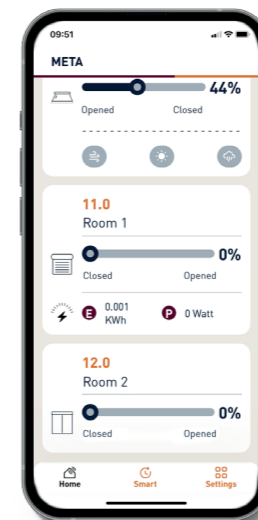 09:51
META
44%
Opened Closed
11.0
Room 1
0%
Closed Opened
E 0.001 KWh P 0 Watt
12.0
Room 2
0%
Closed Opened
Home Smart Settings